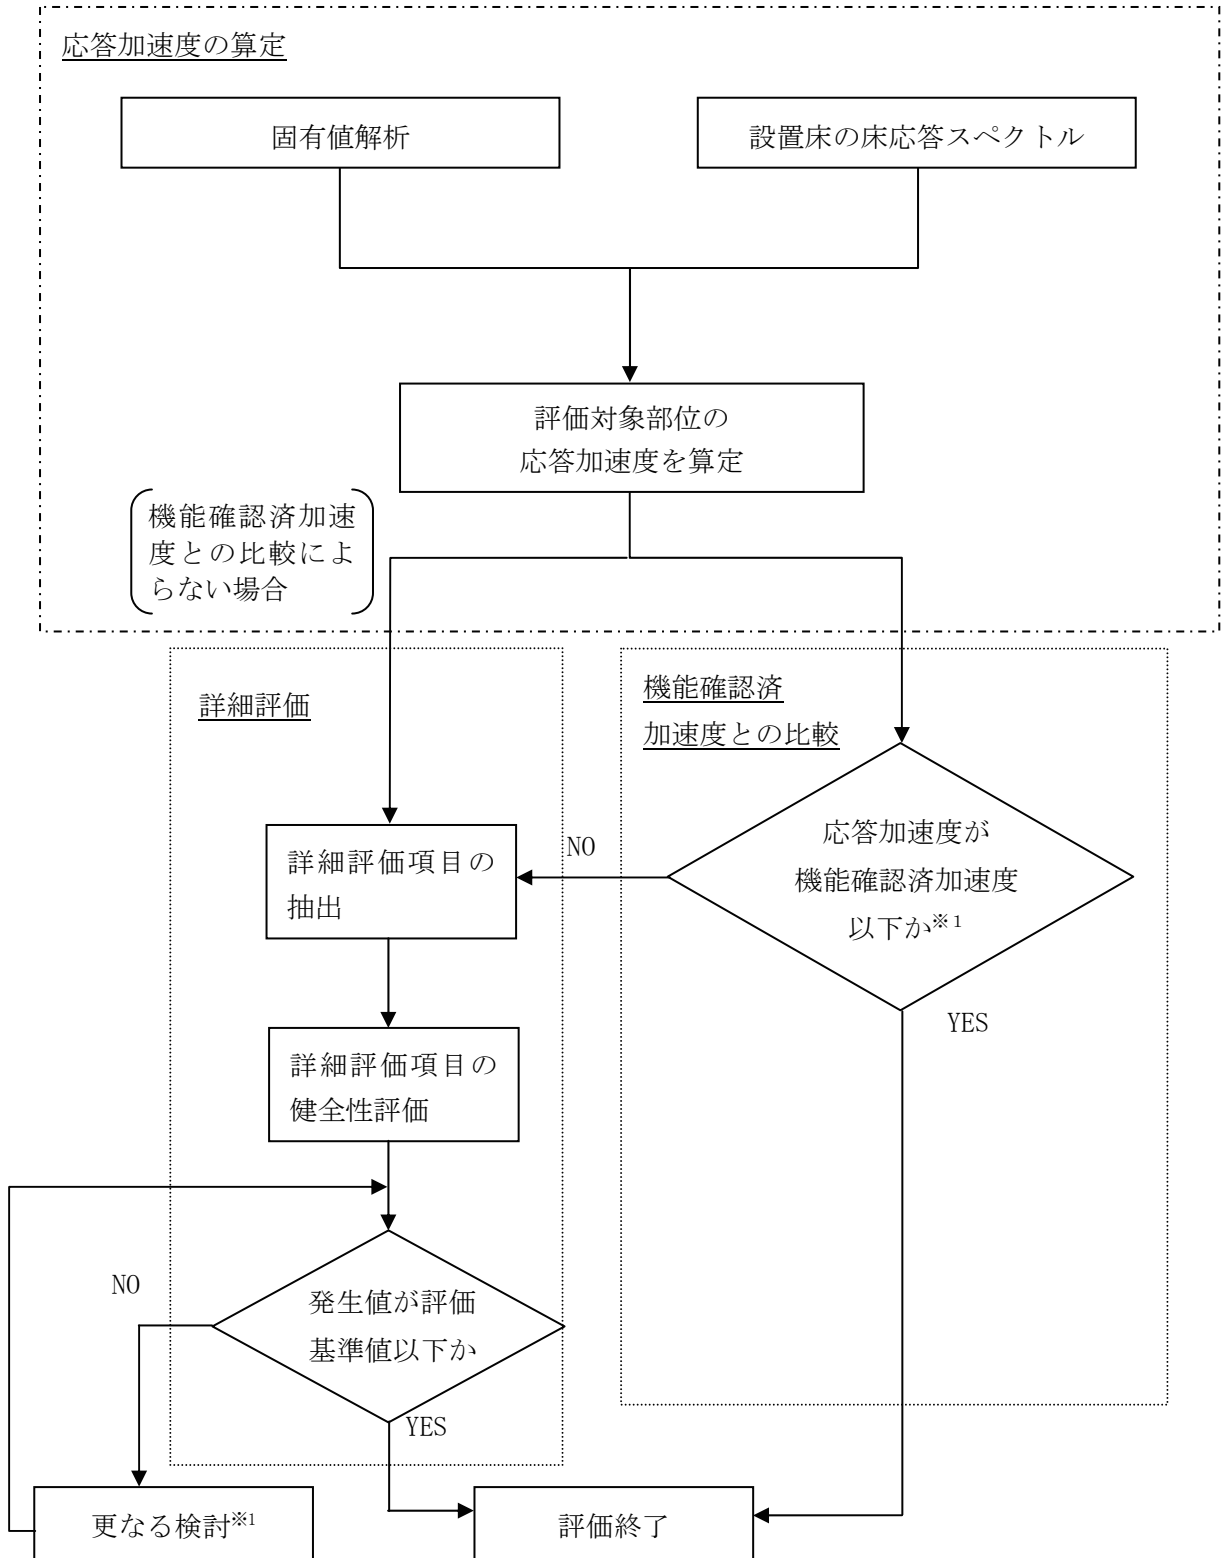 応答加速度の算定
固有値解析
設置床の床応答スペクトル
評価対象部位の
応答加速度を算定
機能確認済加速
度との比較によ
らない場合
詳細評価
機能確認済
加速度との比較
詳細評価項目の
抽出
NO
応答加速度が
機能確認済加速度
以下か※1
YES
詳細評価項目の
健全性評価
NO
発生値が評価
基準値以下か
YES
更なる検討※1
評価終了